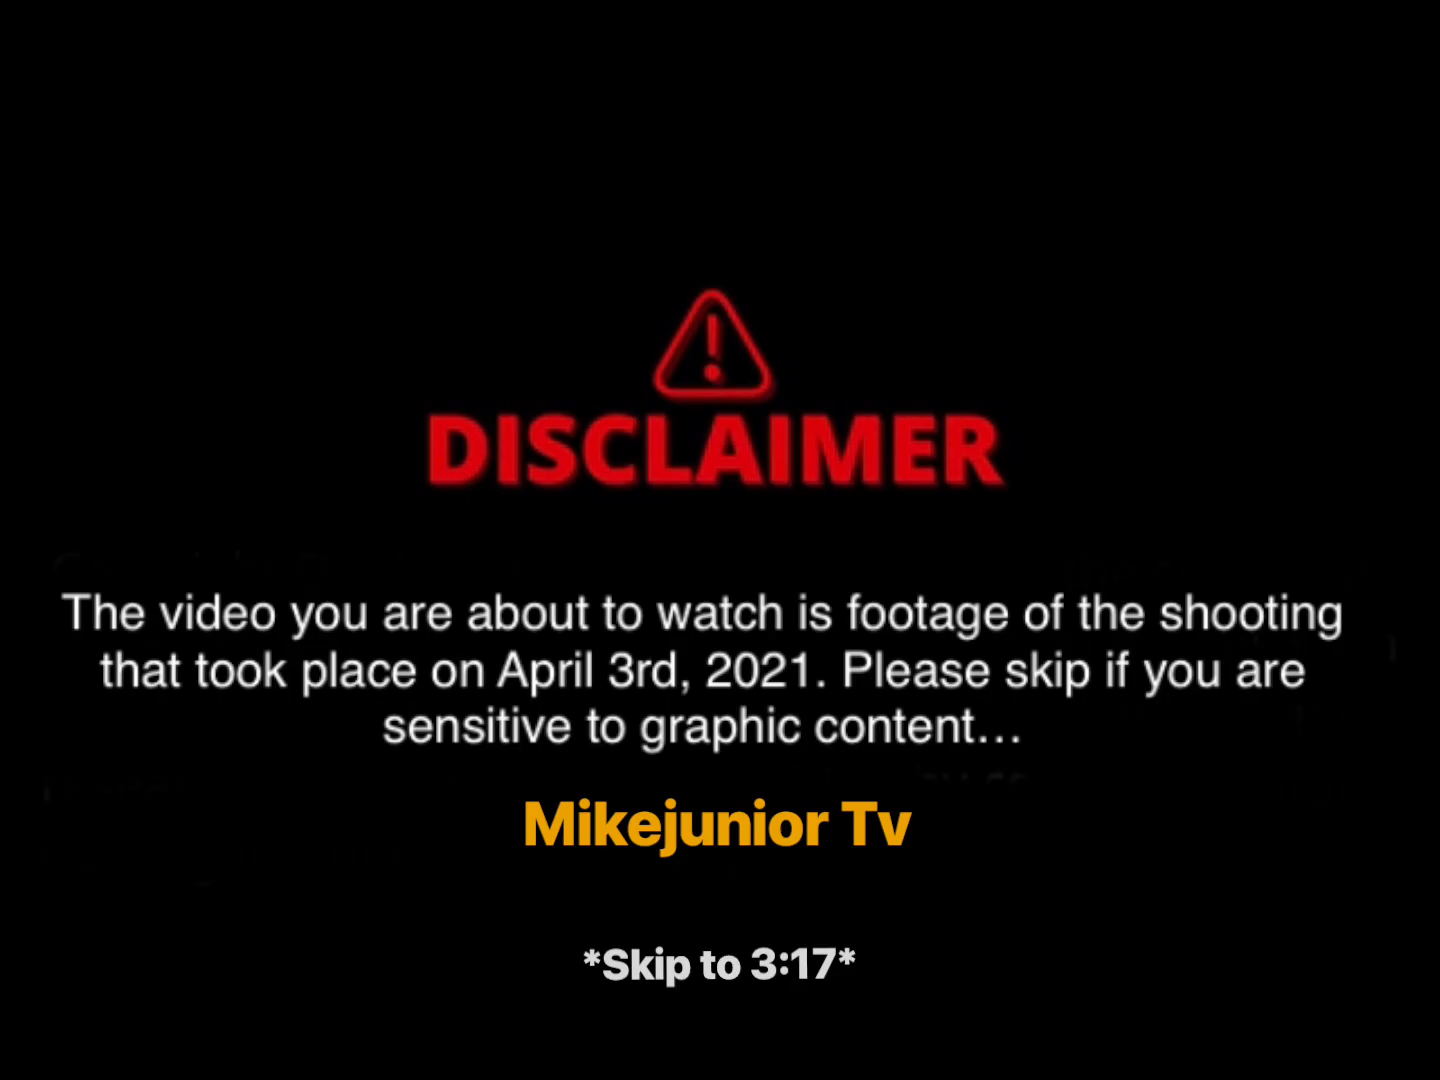 DISCLAIMER
The video you are about to watch is footage of the shooting
that took place on April 3rd, 2021. Please skip if you are
sensitive to graphic content...
Mikejunior Tv
*Skip to 3:17*